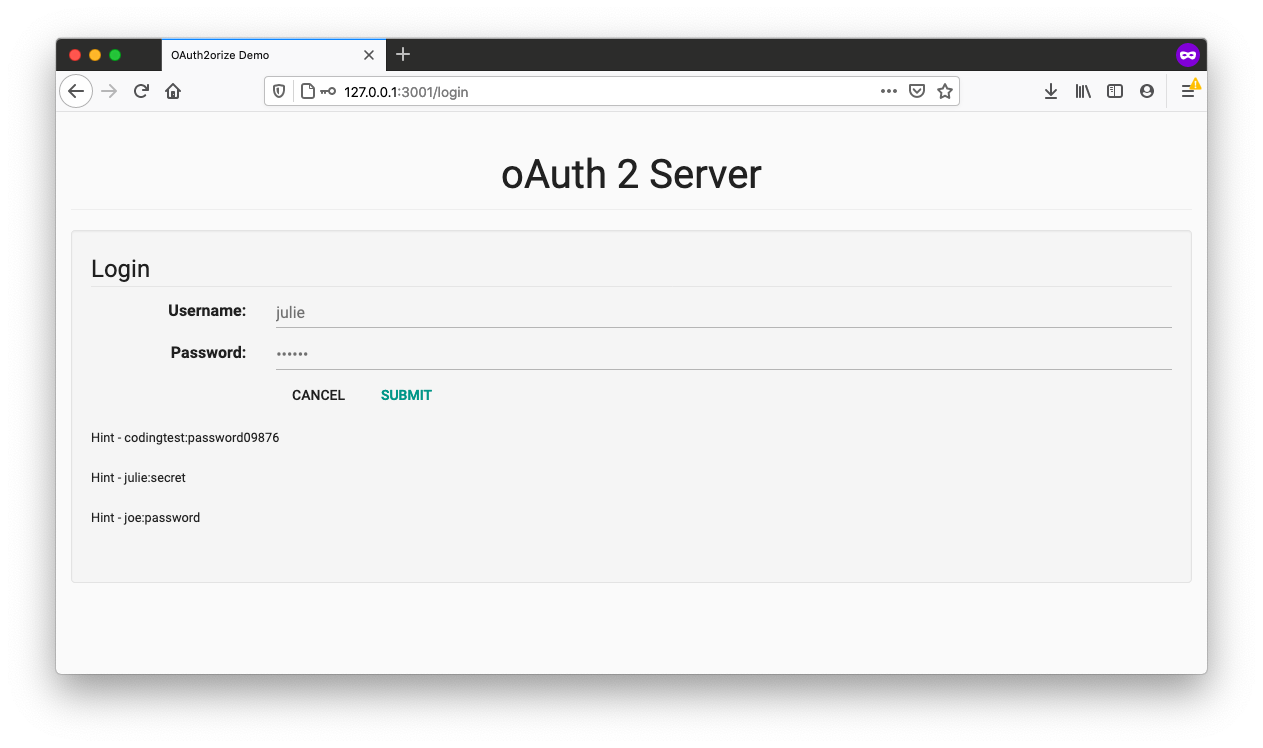 OAuth2orize Demo
127.0.0.1:3001/login
oAuth 2 Server
Login
Username: julie
Password: ••••••
CANCEL SUBMIT
Hint - codingtest:password09876
Hint - julie:secret
Hint - joe:password